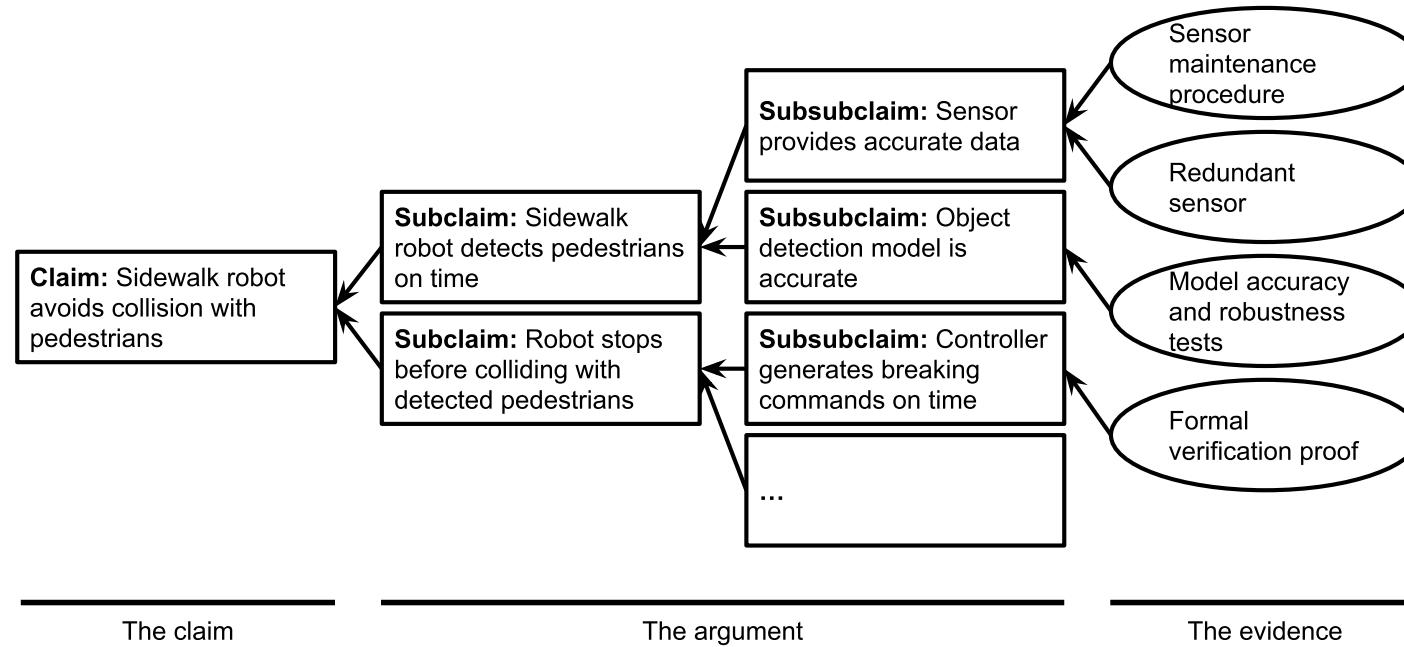 Claim: Sidewalk robot
avoids collision with
pedestrians
Subclaim: Sidewalk
robot detects pedestrians
on time
Subclaim: Robot stops
before colliding with
detected pedestrians
Subsubclaim: Sensor
provides accurate data
Subsubclaim: Object
detection model is
accurate
Subsubclaim: Controller
generates breaking
commands on time
...
Sensor
maintenance
procedure
Redundant
sensor
Model accuracy
and robustness
tests
Formal
verification proof
The claim
The argument
The evidence